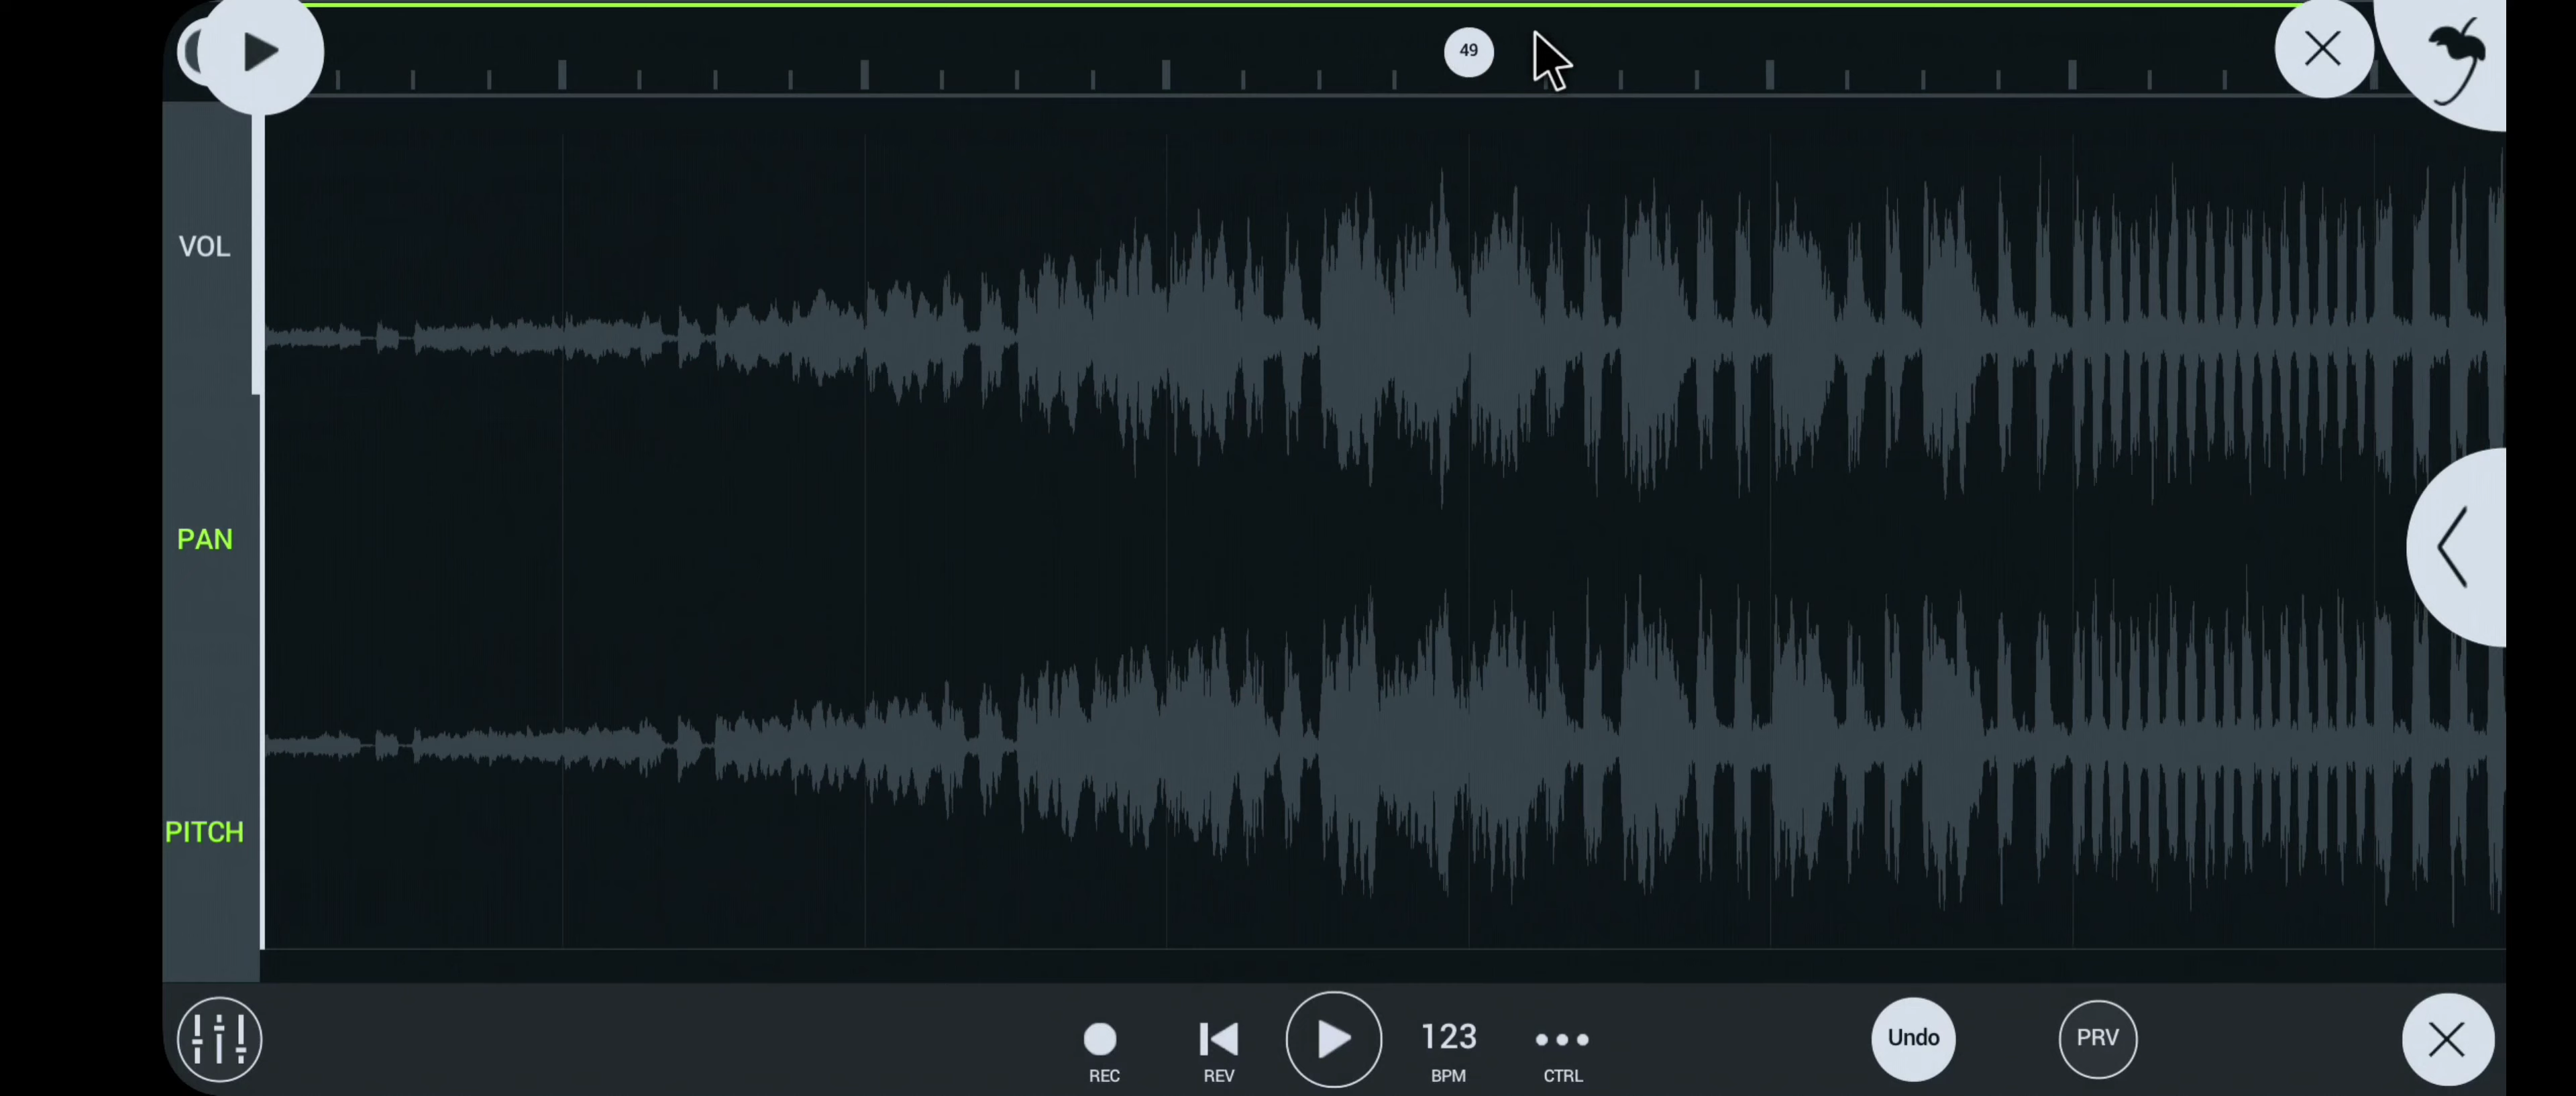 49
VOL
PAN
PITCH
REC
REV
123
BPM
CTRL
Undo
PRV